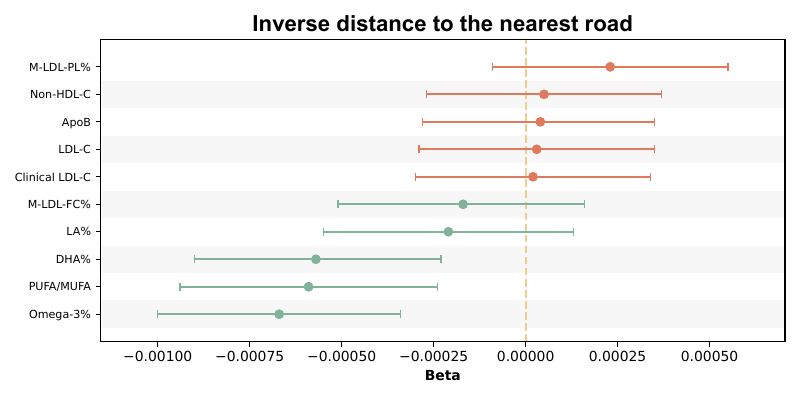 Inverse distance to the nearest road
M-LDL-PL%
Non-HDL-C
ApoB
LDL-C
Clinical LDL-C
M-LDL-FC%
LA%
DHA%
PUFA/MUFA
Omega-3%
−0.00100 −0.00075 −0.00050 −0.00025 0.00000 0.00025 0.00050
Beta